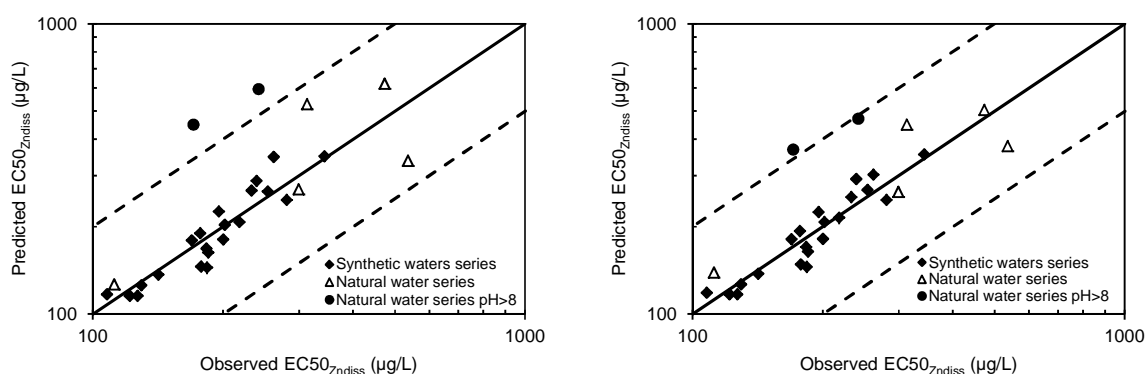 1000
Predicted EC50Zndiss (µg/L)
100
100
1000
Observed EC50Zndiss (µg/L)
Synthetic waters series
Natural water series
Natural water series pH>8
1000
Predicted EC50Zndiss (µg/L)
100
100
1000
Observed EC50Zndiss (µg/L)
Synthetic waters series
Natural water series
Natural water series pH>8